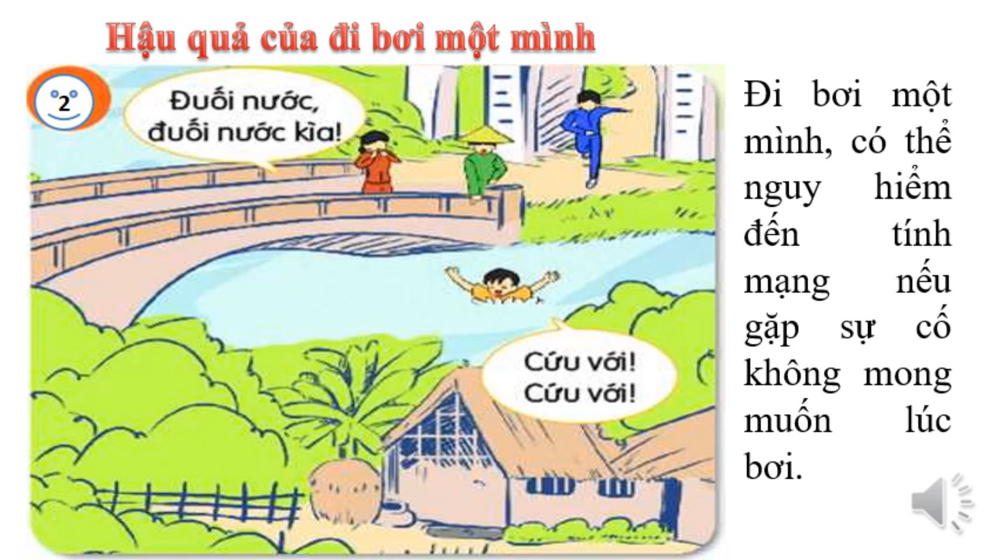 Hậu quả của đi bơi một mình
2
Đuối nước,
đuối nước kìa!
Cứu với!
Cứu với!
Đi bơi một
mình, có thể
nguy hiểm
đến tính
mạng nếu
gặp sự cố
không mong
muốn lúc
bơi.